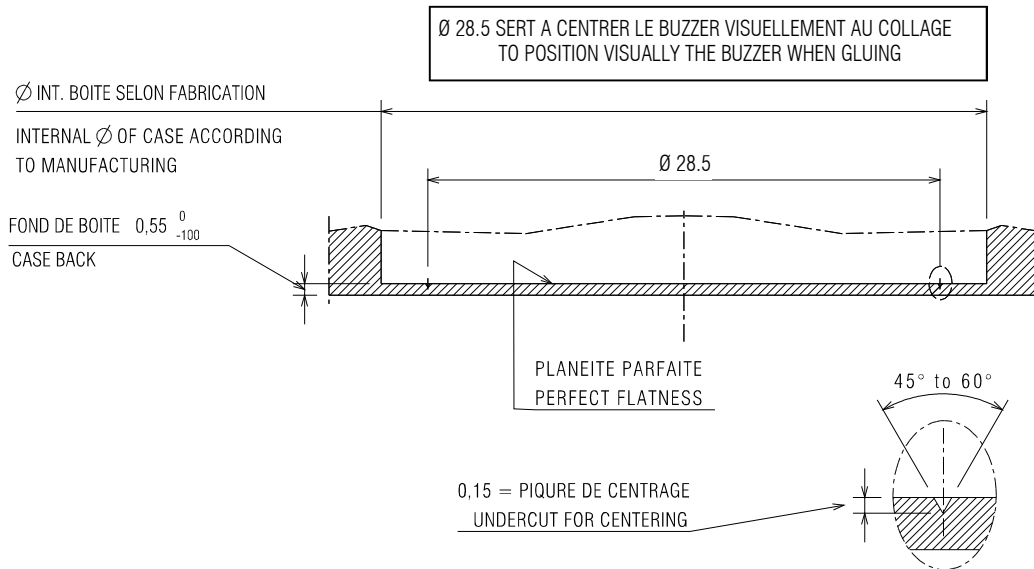 Ø 28.5 SERT A CENTRER LE BUZZER VISUELLEMENT AU COLLAGE
TO POSITION VISUALLY THE BUZZER WHEN GLUING
Ø INT. BOITE SELON FABRICATION
INTERNAL Ø OF CASE ACCORDING
TO MANUFACTURING
Ø 28.5
FOND DE BOITE 0,55 0 -100
CASE BACK
PLANEITE PARFAITE
PERFECT FLATNESS
45° to 60°
0,15 = PIQURE DE CENTRAGE
UNDERCUT FOR CENTERING